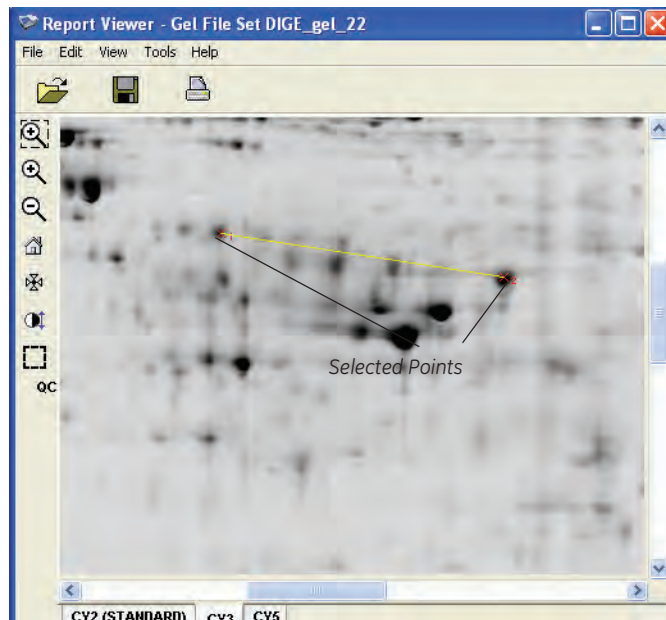 Report Viewer - Gel File Set DIGE_gel_22
File Edit View Tools Help
1
2
Selected Points
QC
CY2 (STANDARD) CY3 CY5